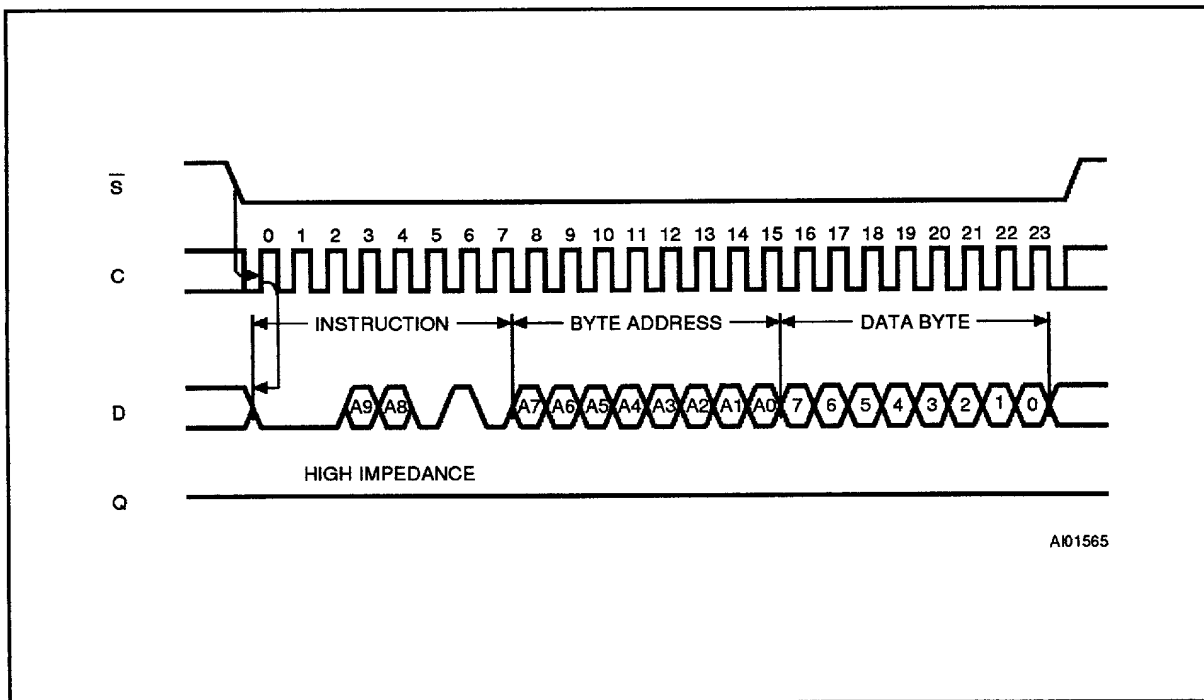 S
0 1 2 3 4 5 6 7 8 9 10 11 12 13 14 15 16 17 18 19 20 21 22 23
C
INSTRUCTION BYTE ADDRESS DATA BYTE
D A9 A8 A7 A6 A5 A4 A3 A2 A1 A0 7 6 5 4 3 2 1 0
HIGH IMPEDANCE
Q
AI01565